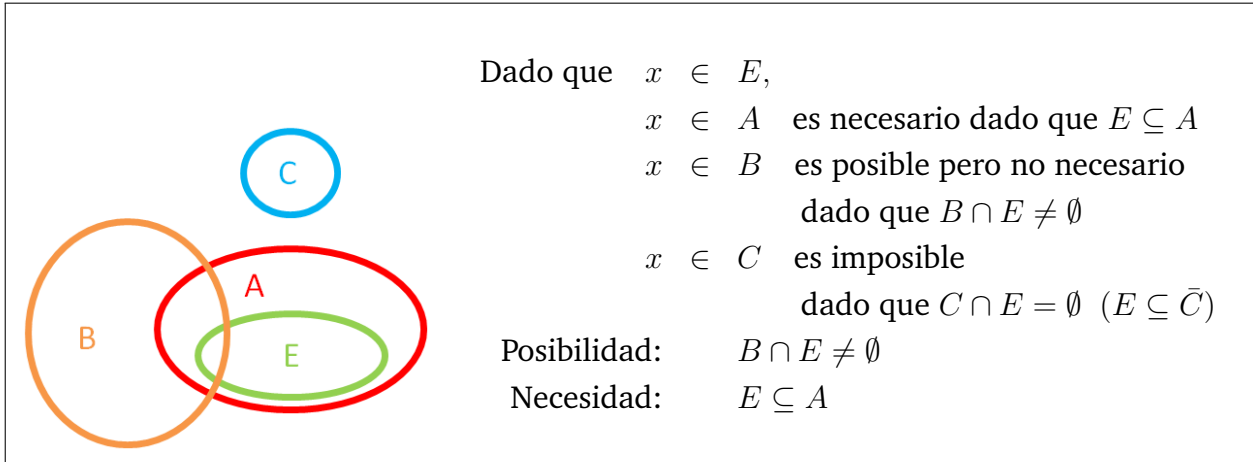 Dado que x ∈ E,
x ∈ A es necesario dado que E ⊆ A
x ∈ B es posible pero no necesario
dado que B ∩ E ≠ ∅
x ∈ C es imposible
dado que C ∩ E = ∅ (E ⊆ C̄)
Posibilidad: B ∩ E ≠ ∅
Necesidad: E ⊆ A
C
A
B
E